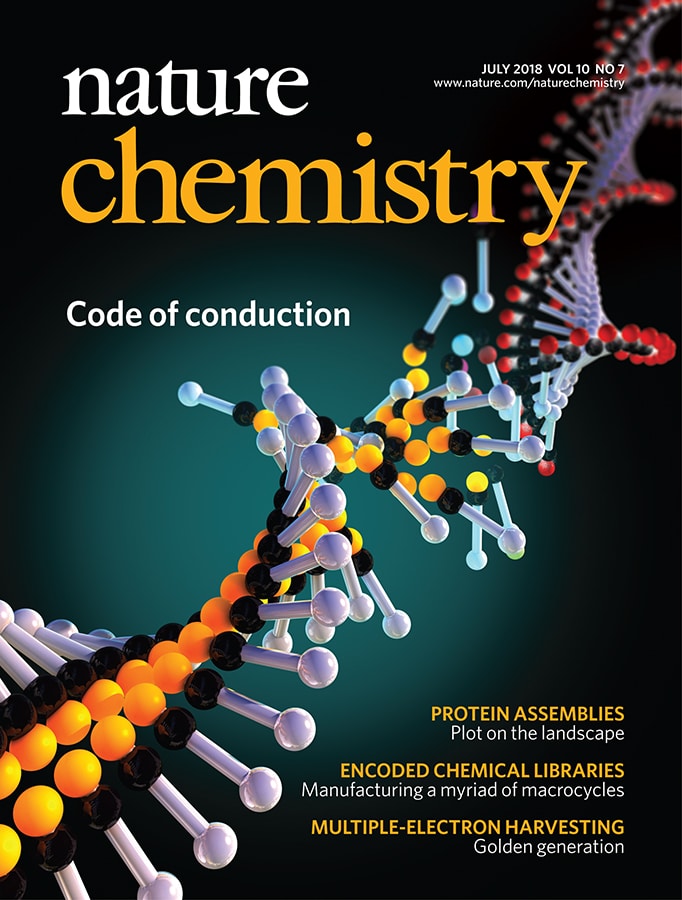 JULY 2018 VOL 10 NO 7
www.nature.com/naturechemistry
nature
chemistry
Code of conduction
PROTEIN ASSEMBLIES
Plot on the landscape
ENCODED CHEMICAL LIBRARIES
Manufacturing a myriad of macrocycles
MULTIPLE-ELECTRON HARVESTING
Golden generation